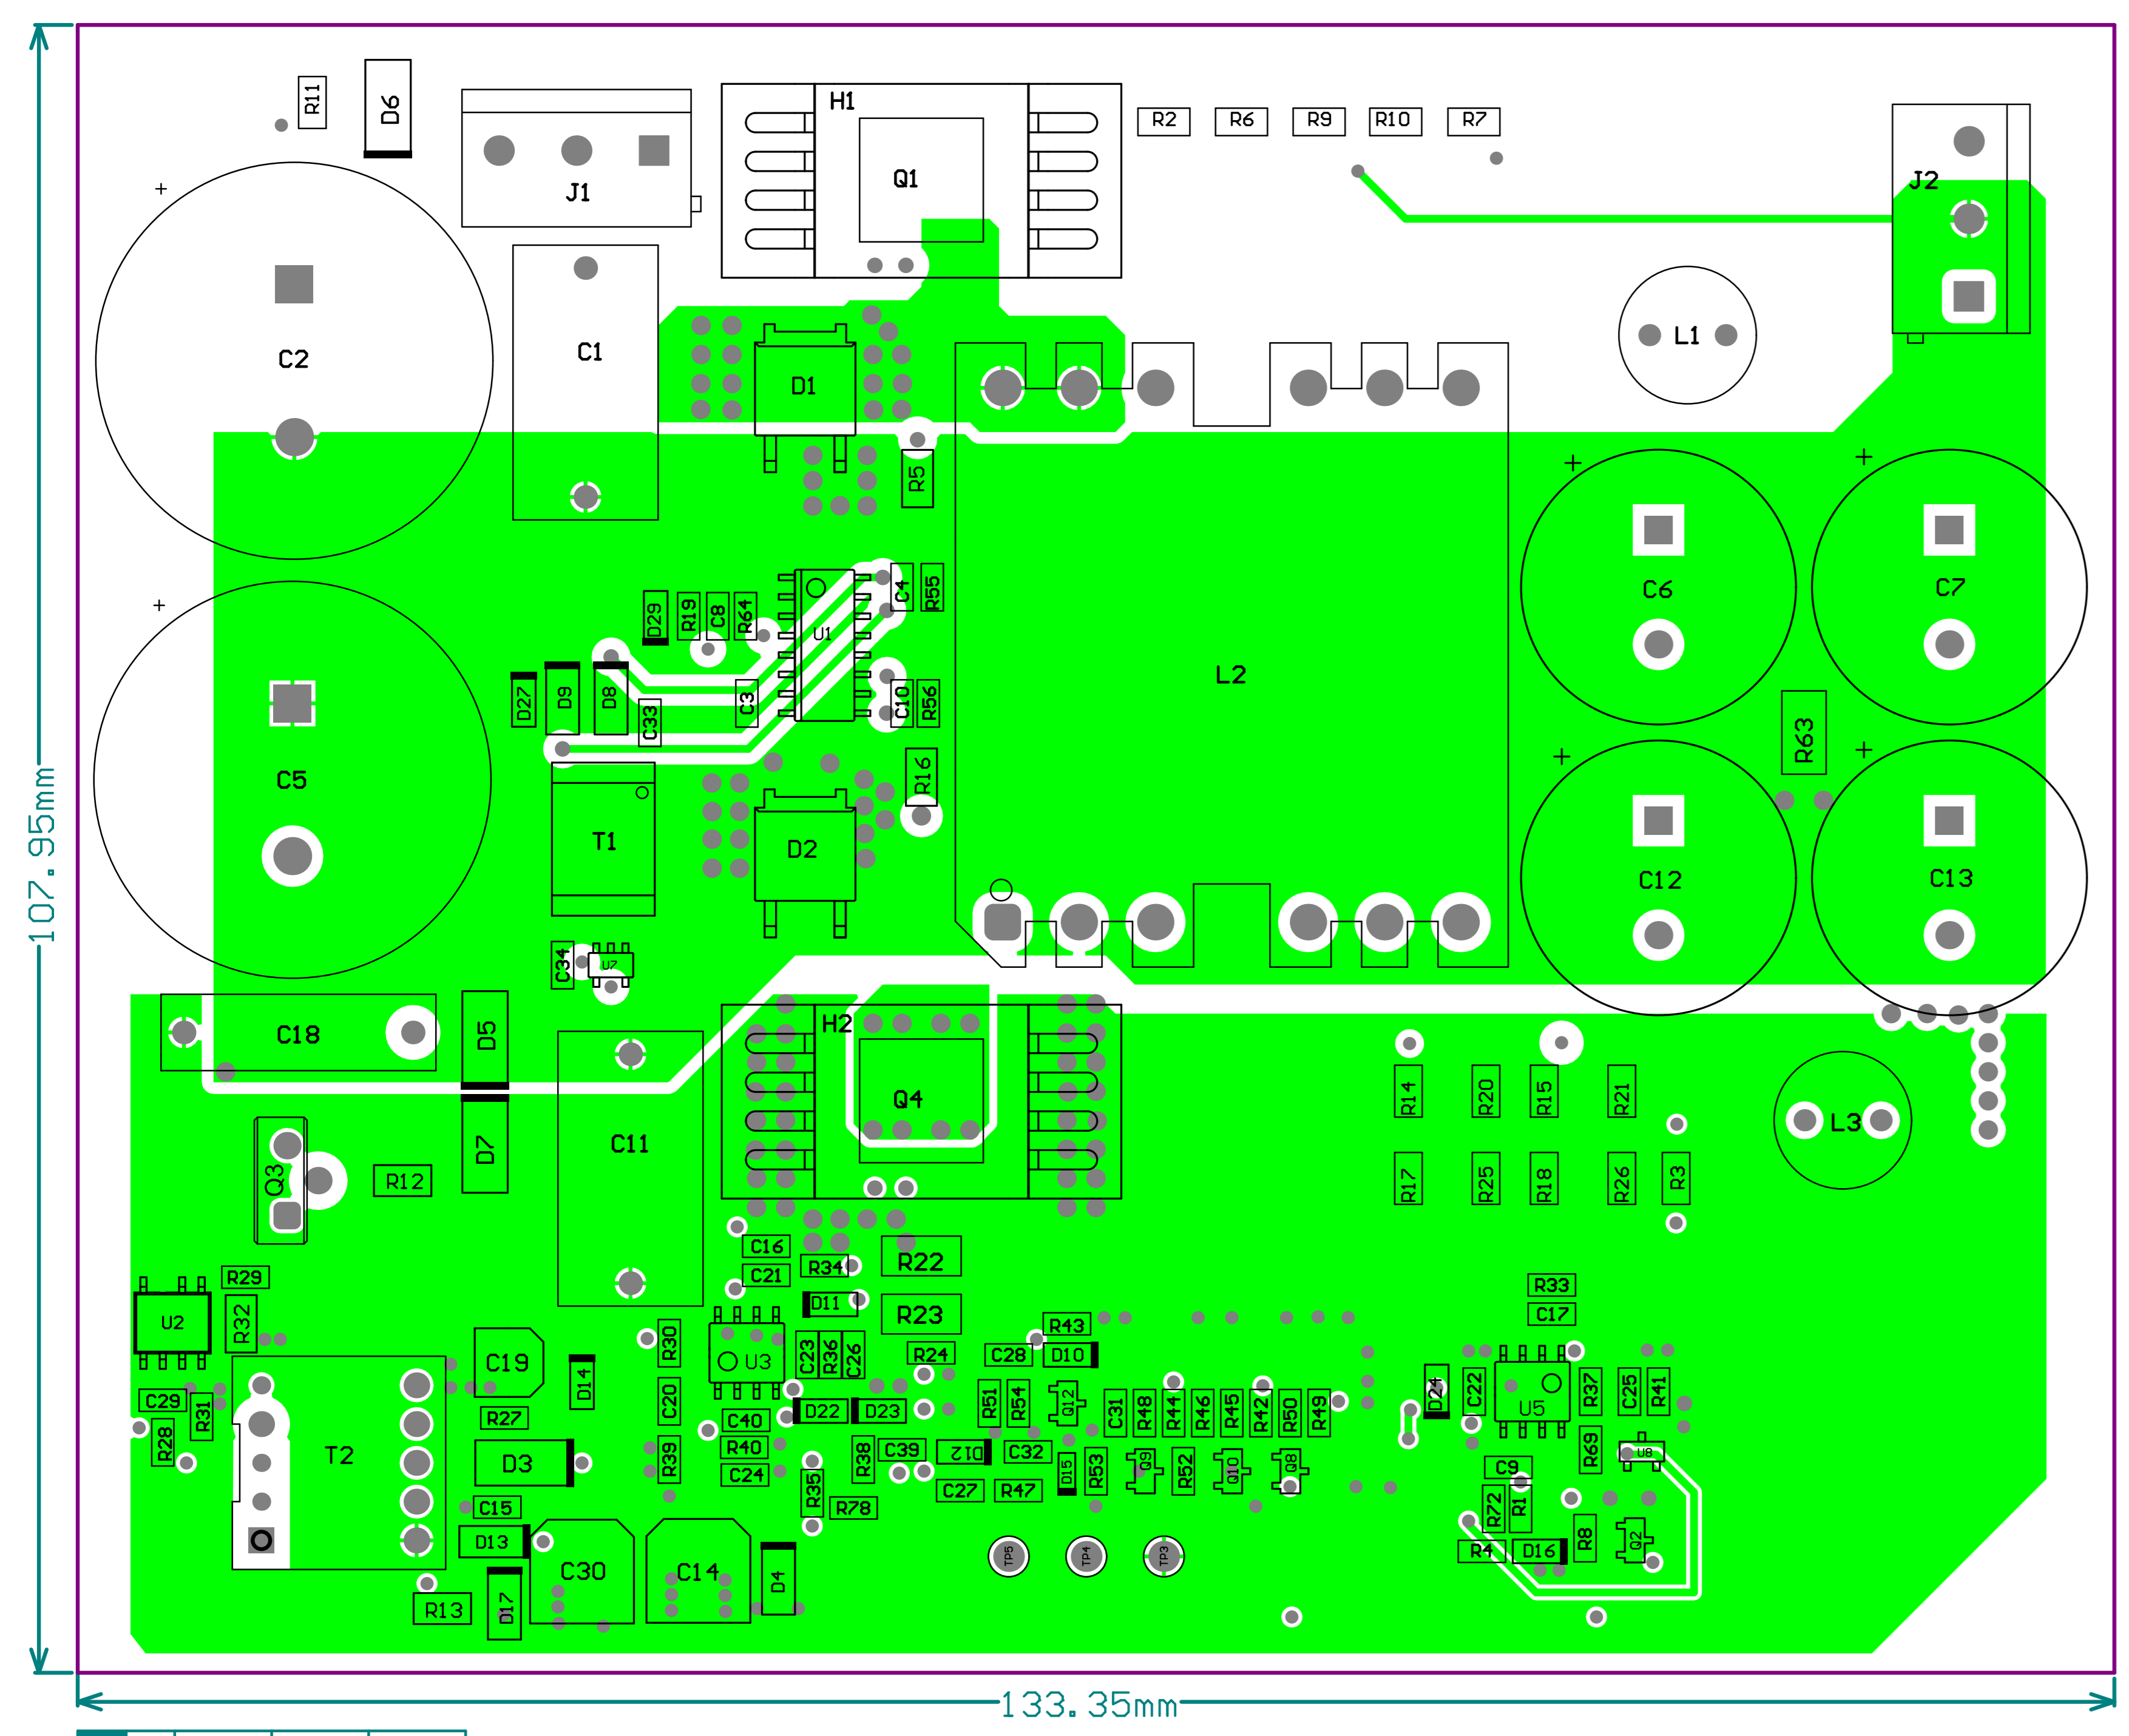 R11
D6
H1
R2
R6
R9
R10
R7
J1
Q1
J2
+
C2
C1
D1
L1
R5
+
+
+
C4
R55
D29
R19
C8
R64
U1
C6
C7
D27
D9
D8
C33
C3
C10
R56
L2
R63
C5
R16
+
+
T1
D2
C12
C13
107.95mm
C34
U7
C18
D5
H2
Q4
R14
R20
R15
R21
L3
C11
D7
Q3
R12
R17
R25
R18
R26
R3
C16
R34
R22
C21
R29
D11
R23
R33
C17
U2
R32
R43
R30
C23
R36
C26
R24
C28
D10
C19
U3
D14
C29
R31
C20
D22
D23
R51
R54
Q12
C31
R48
R44
R46
R45
R42
R50
R49
D24
C22
U5
R37
C25
R41
R27
C40
R28
T2
D3
R39
R40
R38
C39
D12
C32
R69
U8
C24
R35
D15
R53
Q9
R52
Q10
Q8
C9
C15
R78
C27
R47
R72
R1
D13
R8
Q2
R4
D16
C30
C14
D4
TP5
TP4
TP3
R13
D17
133.35mm